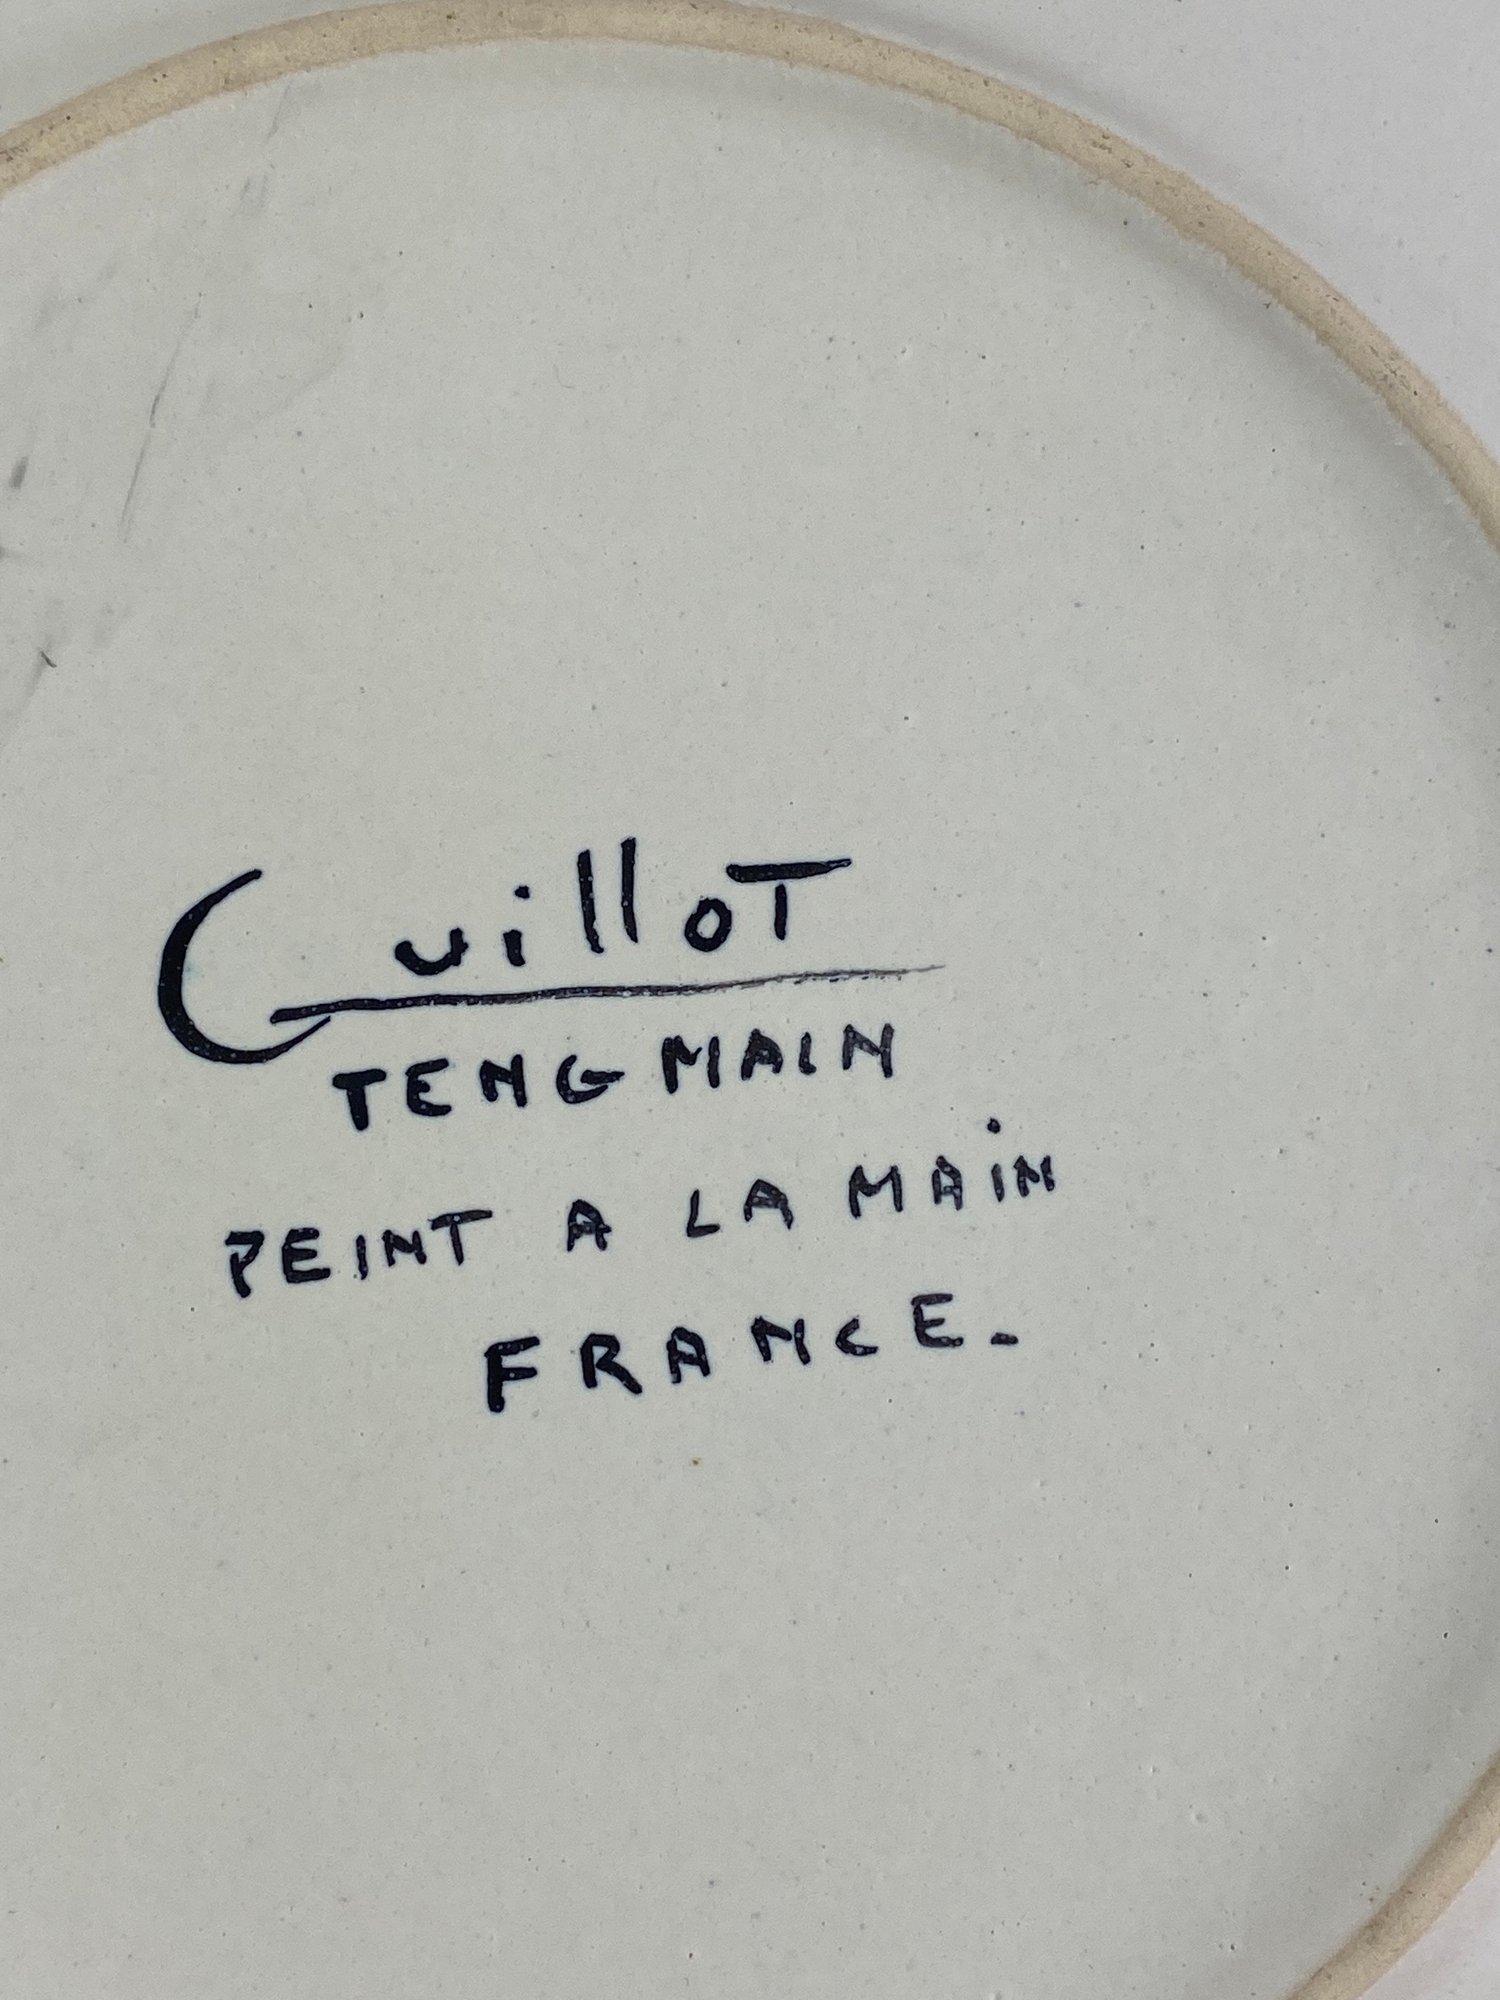 Guillot
TENGMAIN
PEINT A LA MAIN
FRANCE.